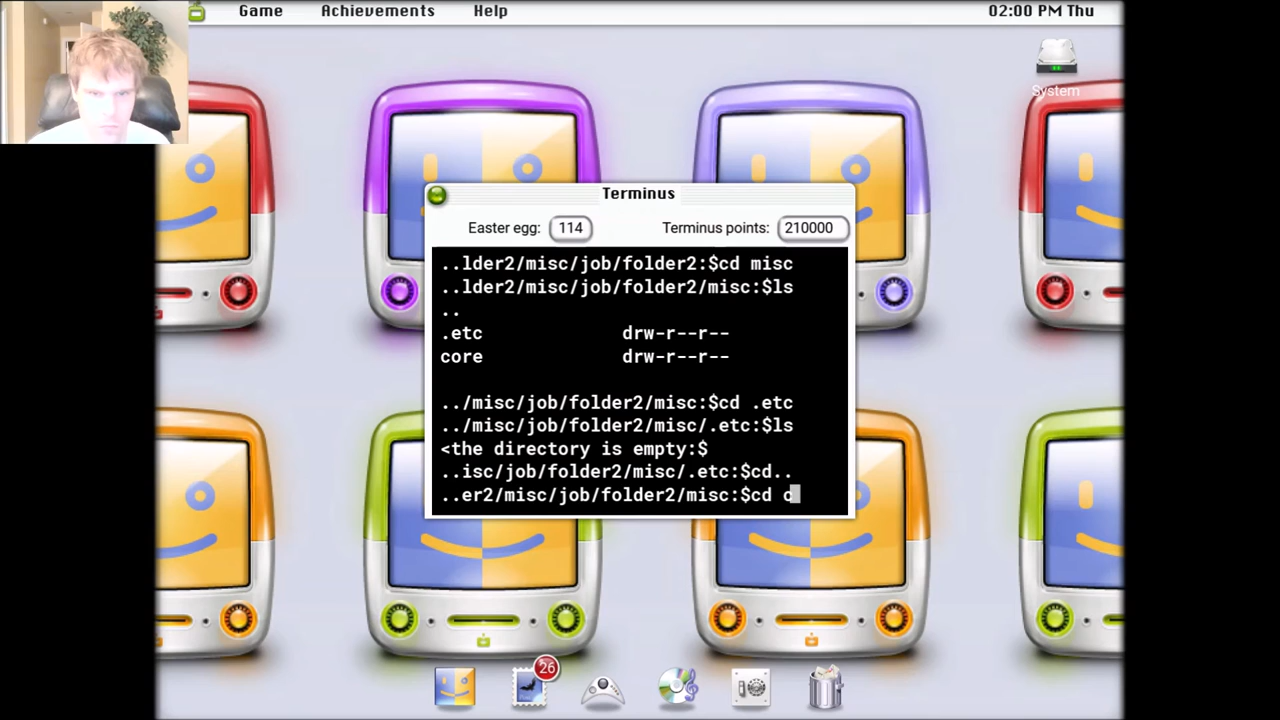 Game Achievements Help 02:00 PM Thu
System
Terminus
Easter egg: 114 Terminus points: 210000
..lder2/misc/job/folder2:$cd misc
..lder2/misc/job/folder2/misc:$ls
..
.etc drw-r--r--
core drw-r--r--
../misc/job/folder2/misc:$cd .etc
../misc/job/folder2/misc/.etc:$ls
<the directory is empty:$
..isc/job/folder2/misc/.etc:$cd..
..er2/misc/job/folder2/misc:$cd c
26